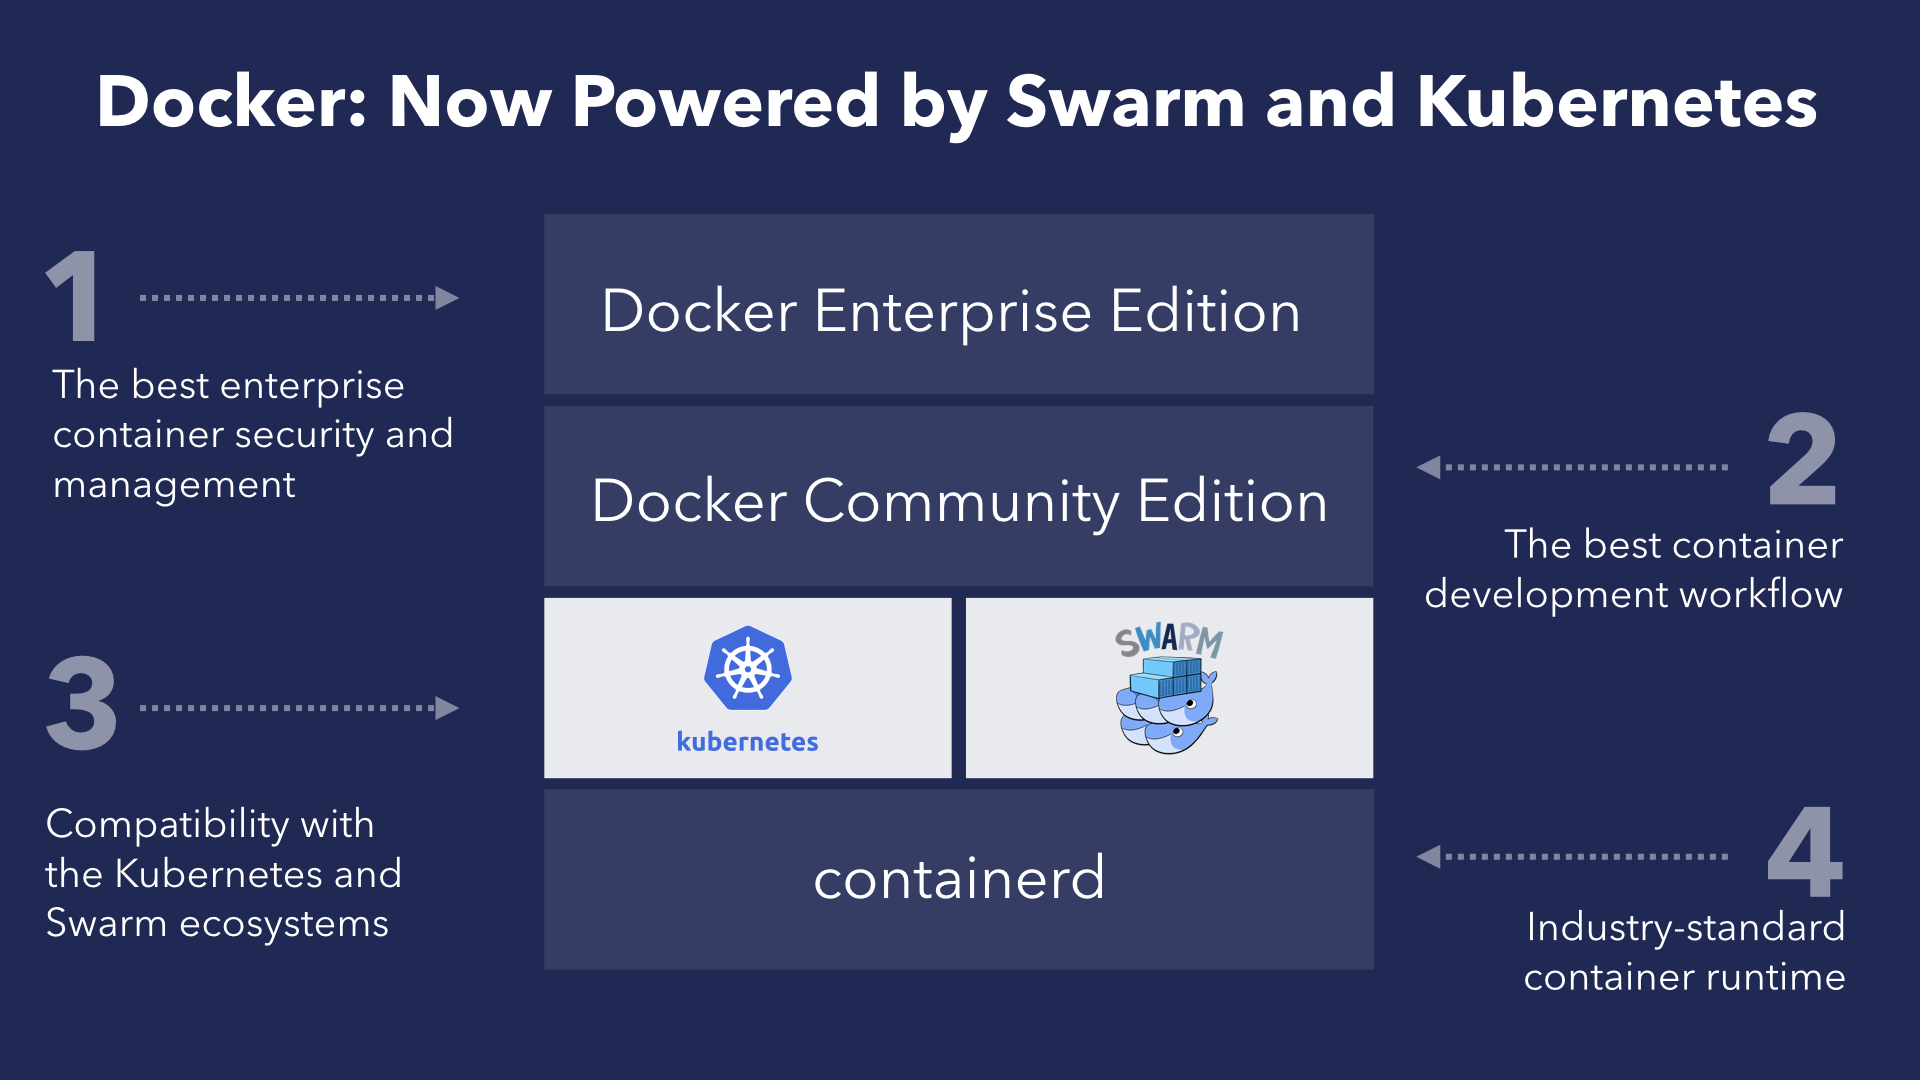 Docker: Now Powered by Swarm and Kubernetes
1
The best enterprise
container security and
management
Docker Enterprise Edition
Docker Community Edition
2
The best container
development workflow
3
Compatibility with
the Kubernetes and
Swarm ecosystems
kubernetes
SWARM
containerd
4
Industry-standard
container runtime